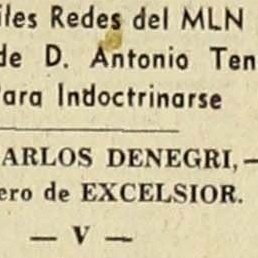 iles Redes del MLN
de D. Antonio Ten
Para Indoctrinarse
ARLOS DENEGRI,—
ero de EXCELSIOR.
— V —